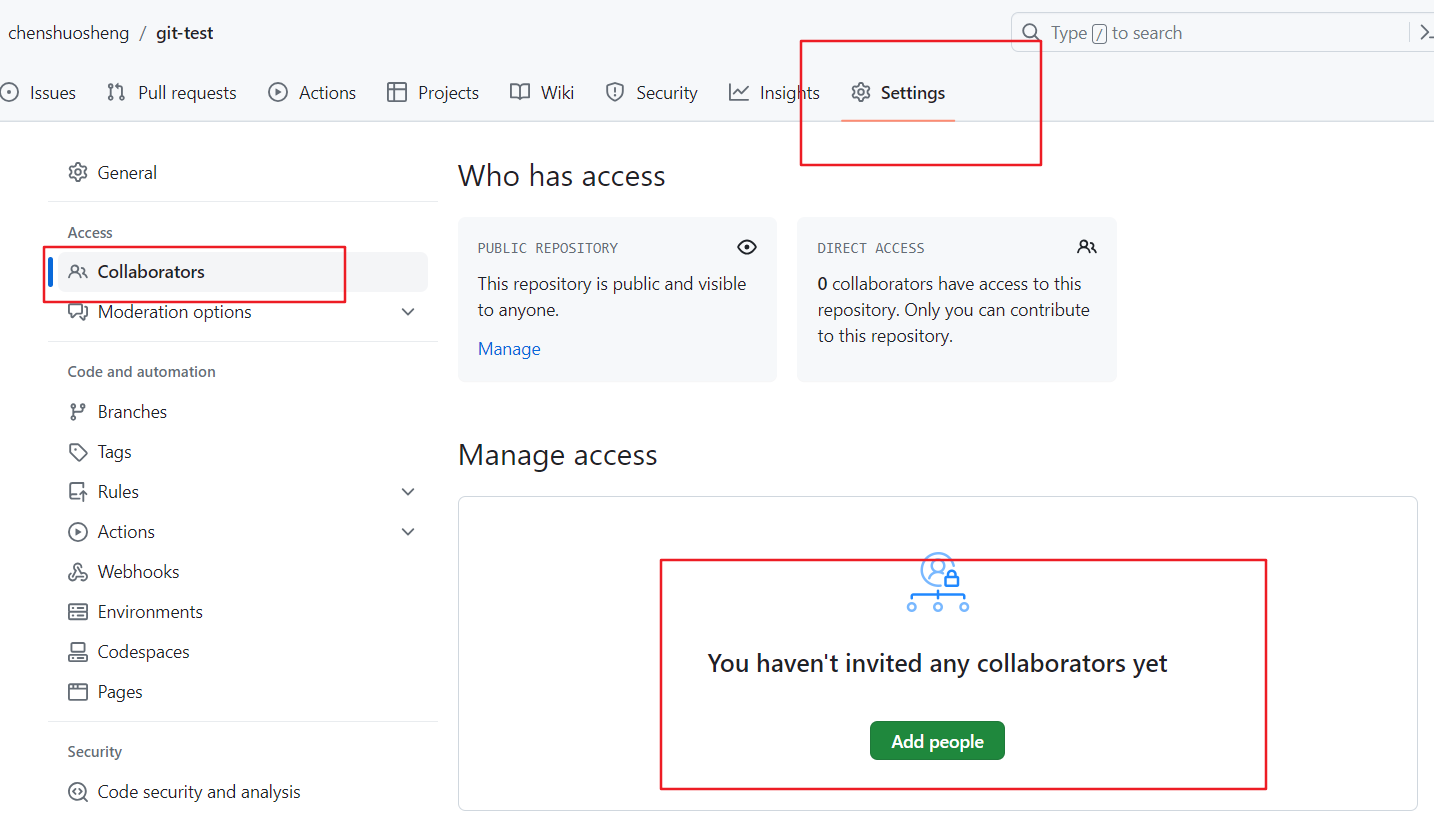 chenshuosheng / git-test
Type / to search
Issues Pull requests Actions Projects Wiki Security Insights Settings
General
Access
Collaborators
Moderation options
Code and automation
Branches
Tags
Rules
Actions
Webhooks
Environments
Codespaces
Pages
Security
Code security and analysis
Who has access
PUBLIC REPOSITORY
This repository is public and visible
to anyone.
Manage
DIRECT ACCESS
0 collaborators have access to this
repository. Only you can contribute
to this repository.
Manage access
You haven't invited any collaborators yet
Add people